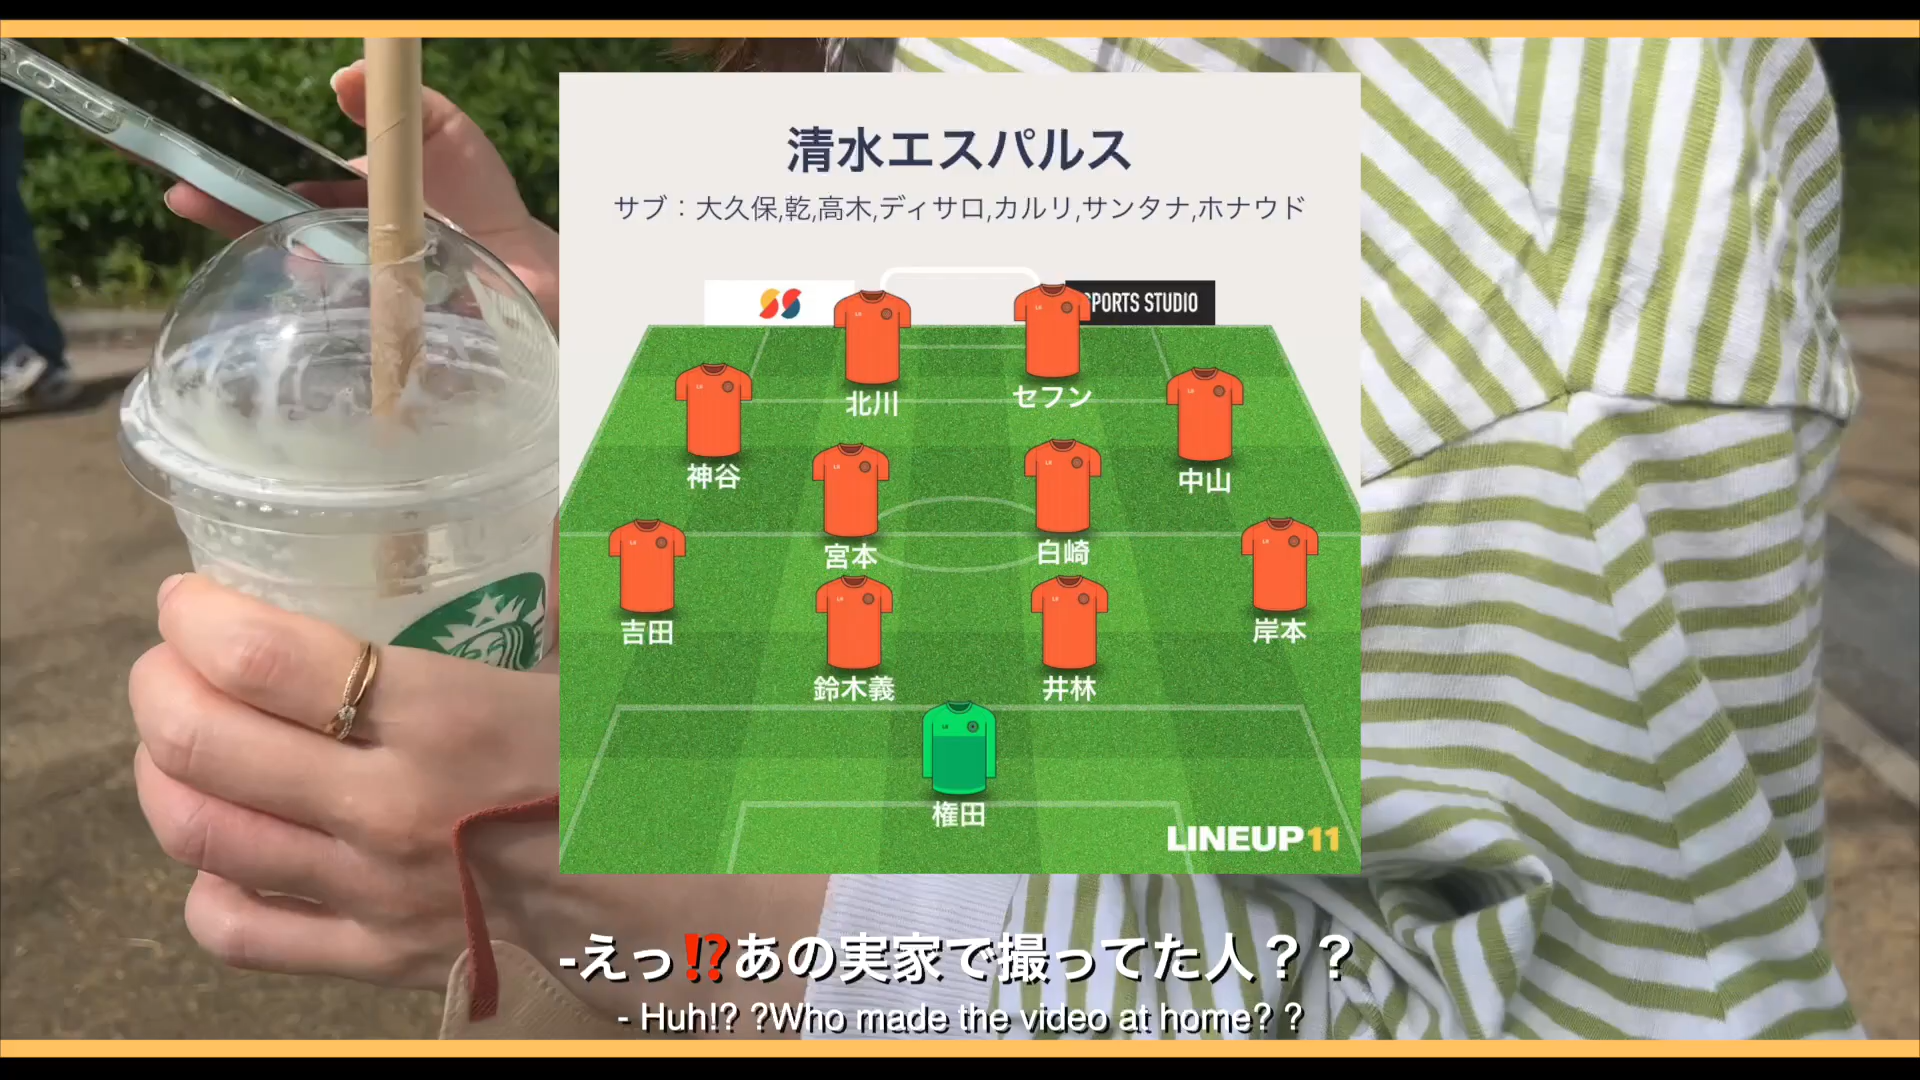 清水エスパルス
サブ：大久保,乾,高木,ディサロ,カルリ,サンタナ,ホナウド
SPORTS STUDIO
北川
セフン
神谷
中山
宮本
白崎
吉田
岸本
鈴木義
井林
権田
LINEUP11
-えっ⁉️あの実家で撮ってた人？？
- Huh!? ?Who made the video at home? ?